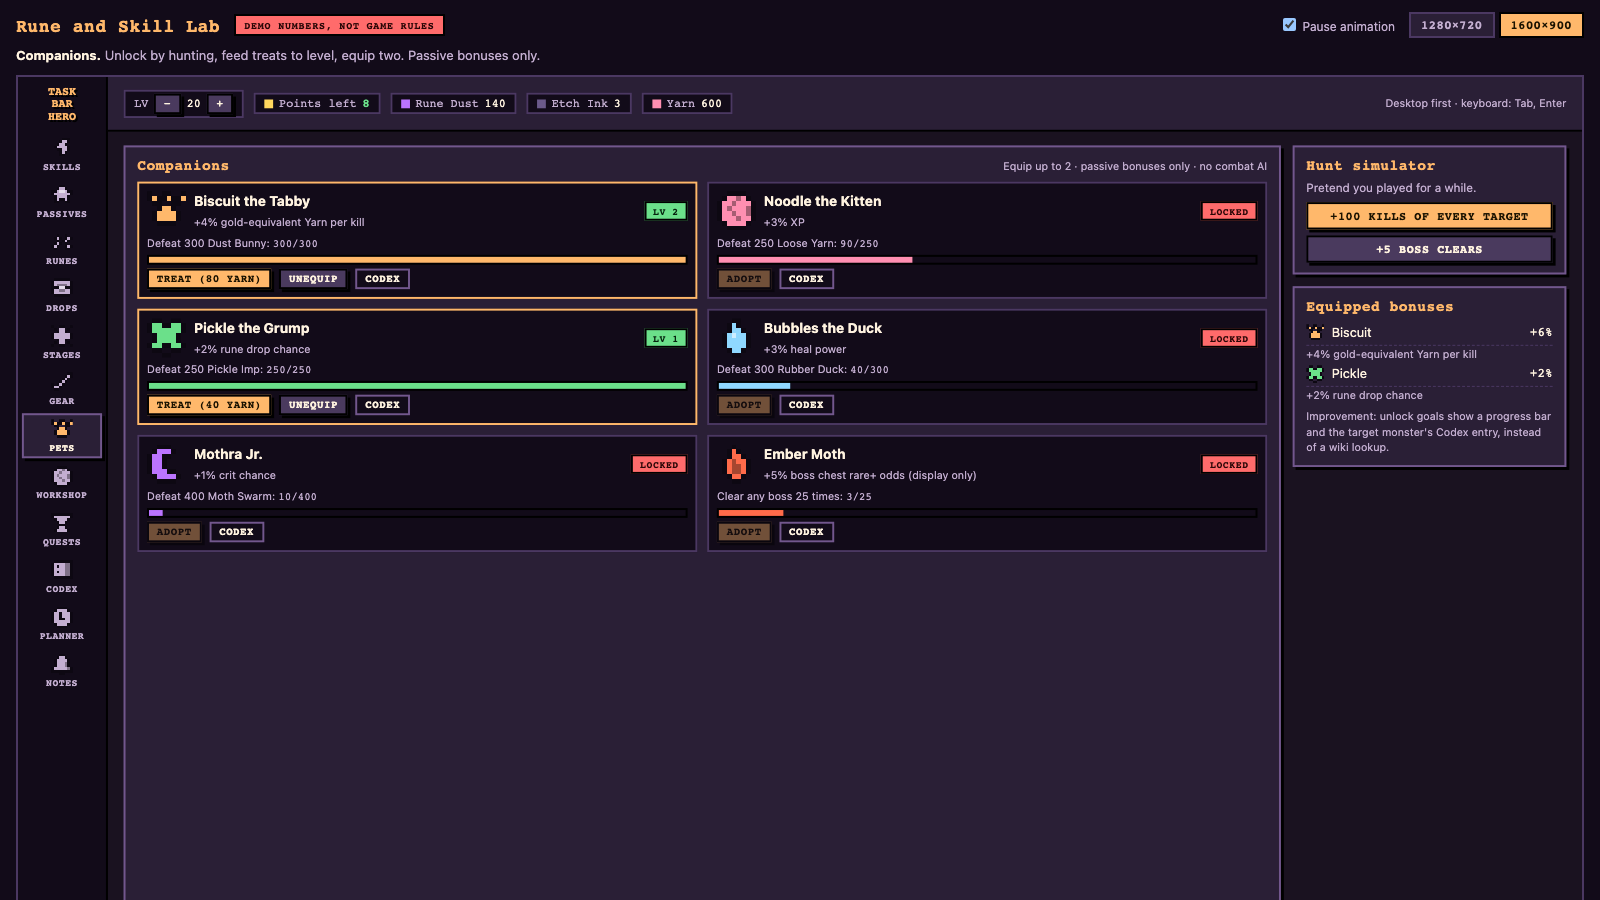 Rune and Skill Lab
DEMO NUMBERS, NOT GAME RULES
Pause animation
1280×720
1600×900
Companions. Unlock by hunting, feed treats to level, equip two. Passive bonuses only.
TASK
BAR
HERO
SKILLS
PASSIVES
RUNES
DROPS
STAGES
GEAR
PETS
WORKSHOP
QUESTS
CODEX
PLANNER
NOTES
LV − 20 +
Points left 8
Rune Dust 140
Etch Ink 3
Yarn 600
Desktop first · keyboard: Tab, Enter
Companions
Equip up to 2 · passive bonuses only · no combat AI
Biscuit the Tabby
+4% gold-equivalent Yarn per kill
LV 2
Defeat 300 Dust Bunny: 300/300
TREAT (80 YARN)
UNEQUIP
CODEX
Noodle the Kitten
+3% XP
LOCKED
Defeat 250 Loose Yarn: 90/250
ADOPT
CODEX
Pickle the Grump
+2% rune drop chance
LV 1
Defeat 250 Pickle Imp: 250/250
TREAT (40 YARN)
UNEQUIP
CODEX
Bubbles the Duck
+3% heal power
LOCKED
Defeat 300 Rubber Duck: 40/300
ADOPT
CODEX
Mothra Jr.
+1% crit chance
LOCKED
Defeat 400 Moth Swarm: 10/400
ADOPT
CODEX
Ember Moth
+5% boss chest rare+ odds (display only)
LOCKED
Clear any boss 25 times: 3/25
ADOPT
CODEX
Hunt simulator
Pretend you played for a while.
+100 KILLS OF EVERY TARGET
+5 BOSS CLEARS
Equipped bonuses
Biscuit +6%
+4% gold-equivalent Yarn per kill
Pickle +2%
+2% rune drop chance
Improvement: unlock goals show a progress bar
and the target monster's Codex entry, instead
of a wiki lookup.